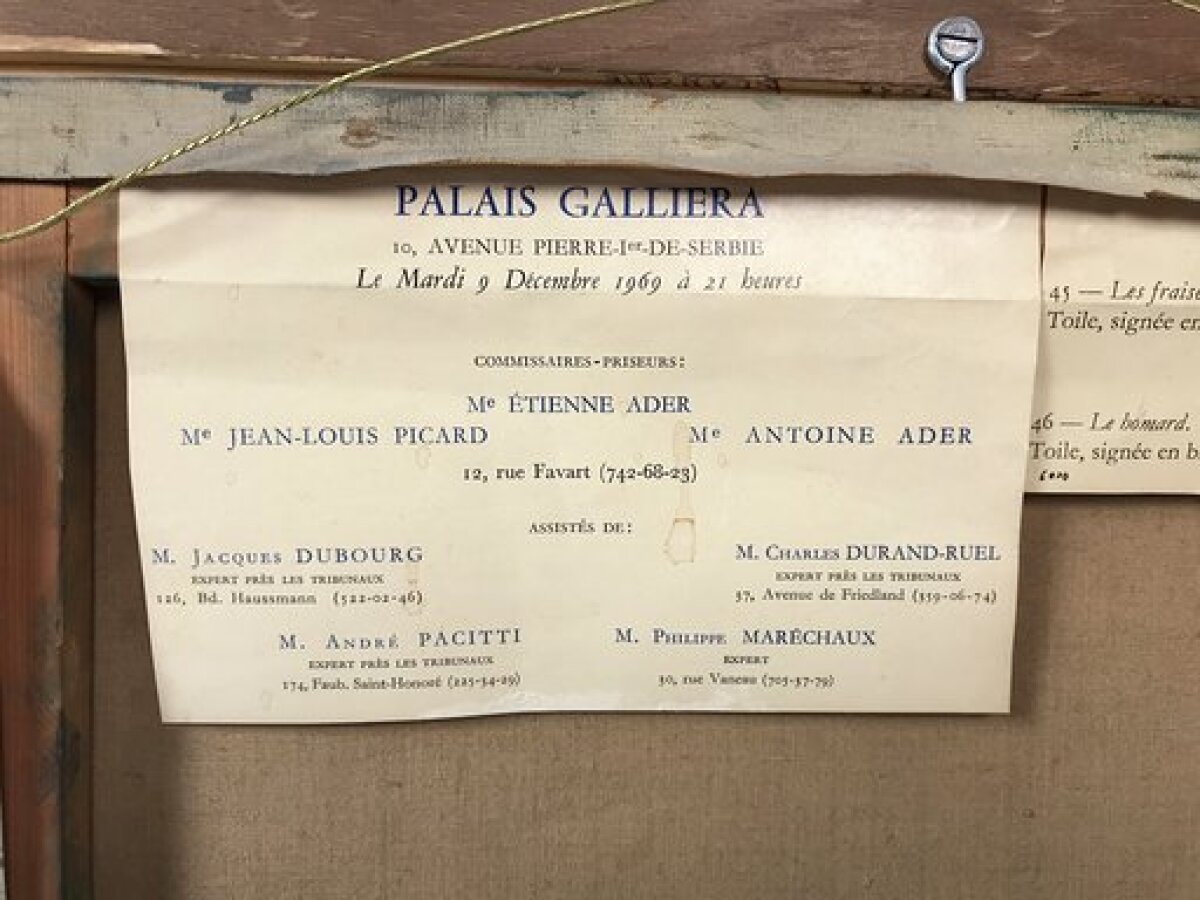 PALAIS GALLIERA
10, AVENUE PIERRE-Ier-DE-SERBIE
Le Mardi 9 Décembre 1969 à 21 heures
COMMISSAIRES-PRISEURS:
Me ÉTIENNE ADER
Me JEAN-LOUIS PICARD Me ANTOINE ADER
12, rue Favart (742-68-23)
ASSISTÉS DE:
M. JACQUES DUBOURG
EXPERT PRÈS LES TRIBUNAUX
126, Bd. Haussmann (522-02-46)
M. CHARLES DURAND-RUEL
EXPERT PRÈS LES TRIBUNAUX
37, Avenue de Friedland (359-06-74)
M. ANDRÉ PACITTI
EXPERT PRÈS LES TRIBUNAUX
174, Faub. Saint-Honoré (225-34-29)
M. PHILIPPE MARÉCHAUX
EXPERT
30, rue Vaneau (705-37-79)
45 — Les fraise
Toile, signée en
46 — Le homard.
Toile, signée en b